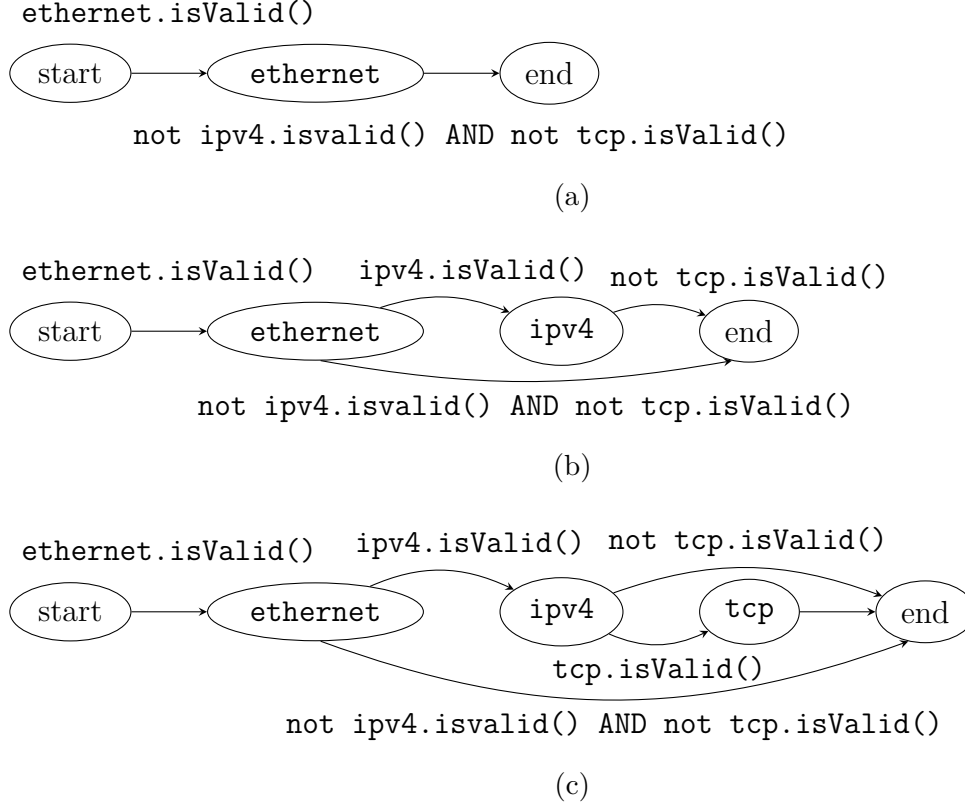 ethernet.isValid()
start ethernet end
not ipv4.isvalid() AND not tcp.isValid()
(a)
ethernet.isValid() ipv4.isValid() not tcp.isValid()
start ethernet ipv4 end
not ipv4.isvalid() AND not tcp.isValid()
(b)
ethernet.isValid() ipv4.isValid() not tcp.isValid()
start ethernet ipv4 tcp end
tcp.isValid()
not ipv4.isvalid() AND not tcp.isValid()
(c)